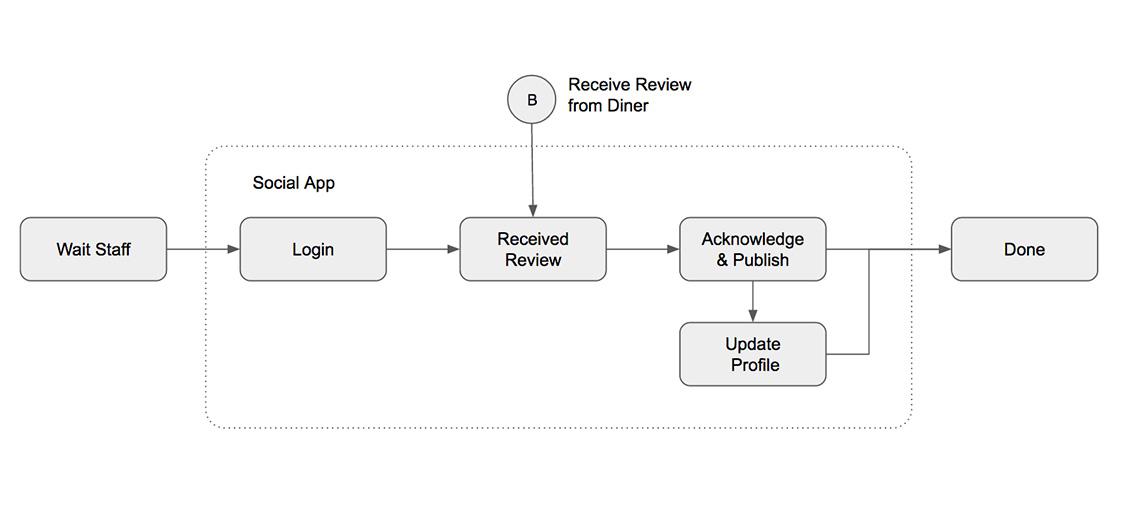 B
Receive Review
from Diner
Social App
Wait Staff
Login
Received
Review
Acknowledge
& Publish
Done
Update
Profile